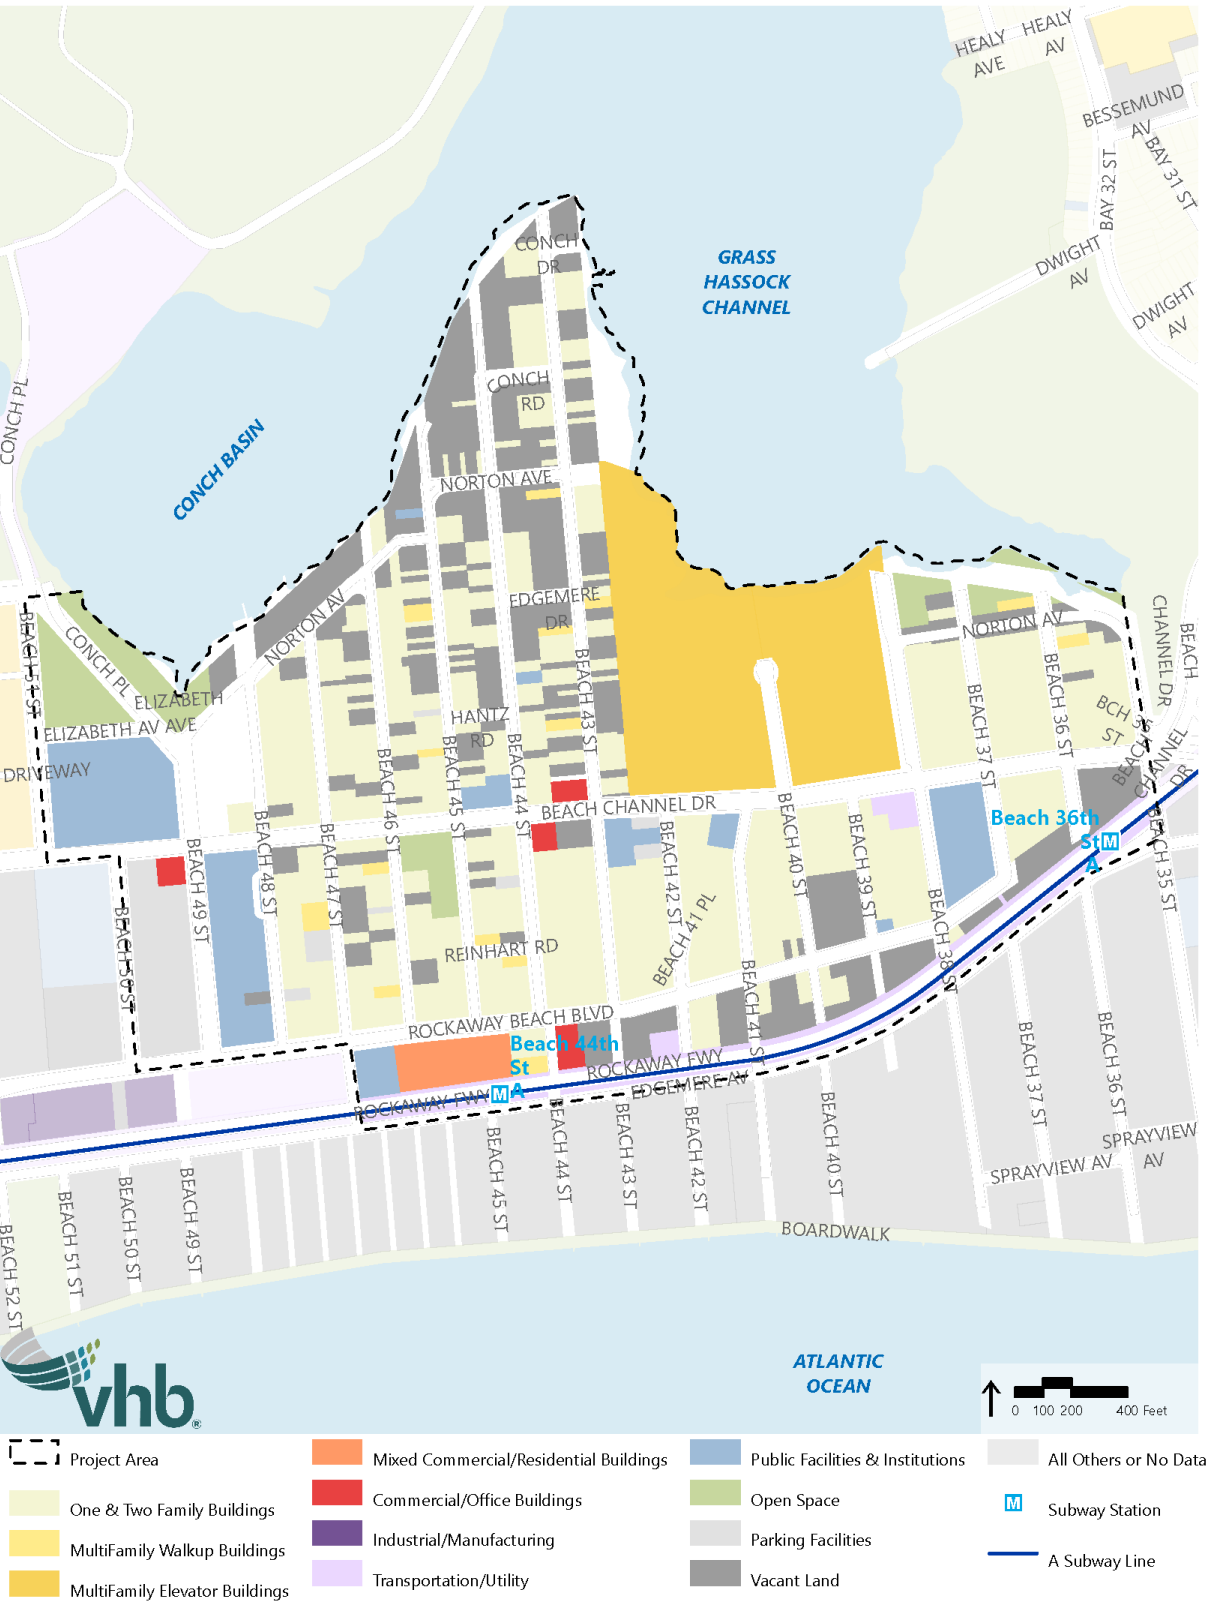 HEALY
AVE
HEALY
AV
BESSEMUND
AV
BAY 31 ST
BAY 32 ST
DWIGHT
AV
DWIGHT
AV
GRASS
HASSOCK
CHANNEL
CONCH
DR
CONCH
RD
CONCH PL
CONCH BASIN
NORTON AVE
NORTON AV
EDGEMERE
DR
NORTON AV
CHANNEL DR
BEACH
BEACH 51 ST
CONCH PL
ELIZABETH
ELIZABETH AV AVE
DRIVEWAY
HANTZ
RD
BEACH 43 ST
BEACH 37 ST
BEACH 36 ST
BCH 35
ST
BEACH
CHANNEL
DR
BEACH 46 ST
BEACH 45 ST
BEACH 44 ST
BEACH CHANNEL DR
BEACH 49 ST
BEACH 48 ST
BEACH 47 ST
BEACH 42 ST
BEACH 41 PL
BEACH 40 ST
BEACH 39 ST
BEACH 38 ST
Beach 36th
St M
A
BEACH 35 ST
BEACH 50 ST
REINHART RD
BEACH 41 ST
ROCKAWAY BEACH BLVD
Beach 44th
St
M A
ROCKAWAY FWY
ROCKAWAY FWY
EDGEMERE AV
BEACH 52 ST
BEACH 51 ST
BEACH 50 ST
BEACH 49 ST
BEACH 45 ST
BEACH 44 ST
BEACH 43 ST
BEACH 42 ST
BEACH 40 ST
BEACH 37 ST
BEACH 36 ST
SPRAYVIEW AV
SPRAYVIEW
AV
BOARDWALK
ATLANTIC
OCEAN
vhb®
0 100 200 400 Feet
Project Area
One & Two Family Buildings
MultiFamily Walkup Buildings
MultiFamily Elevator Buildings
Mixed Commercial/Residential Buildings
Commercial/Office Buildings
Industrial/Manufacturing
Transportation/Utility
Public Facilities & Institutions
Open Space
Parking Facilities
Vacant Land
All Others or No Data
M Subway Station
A Subway Line